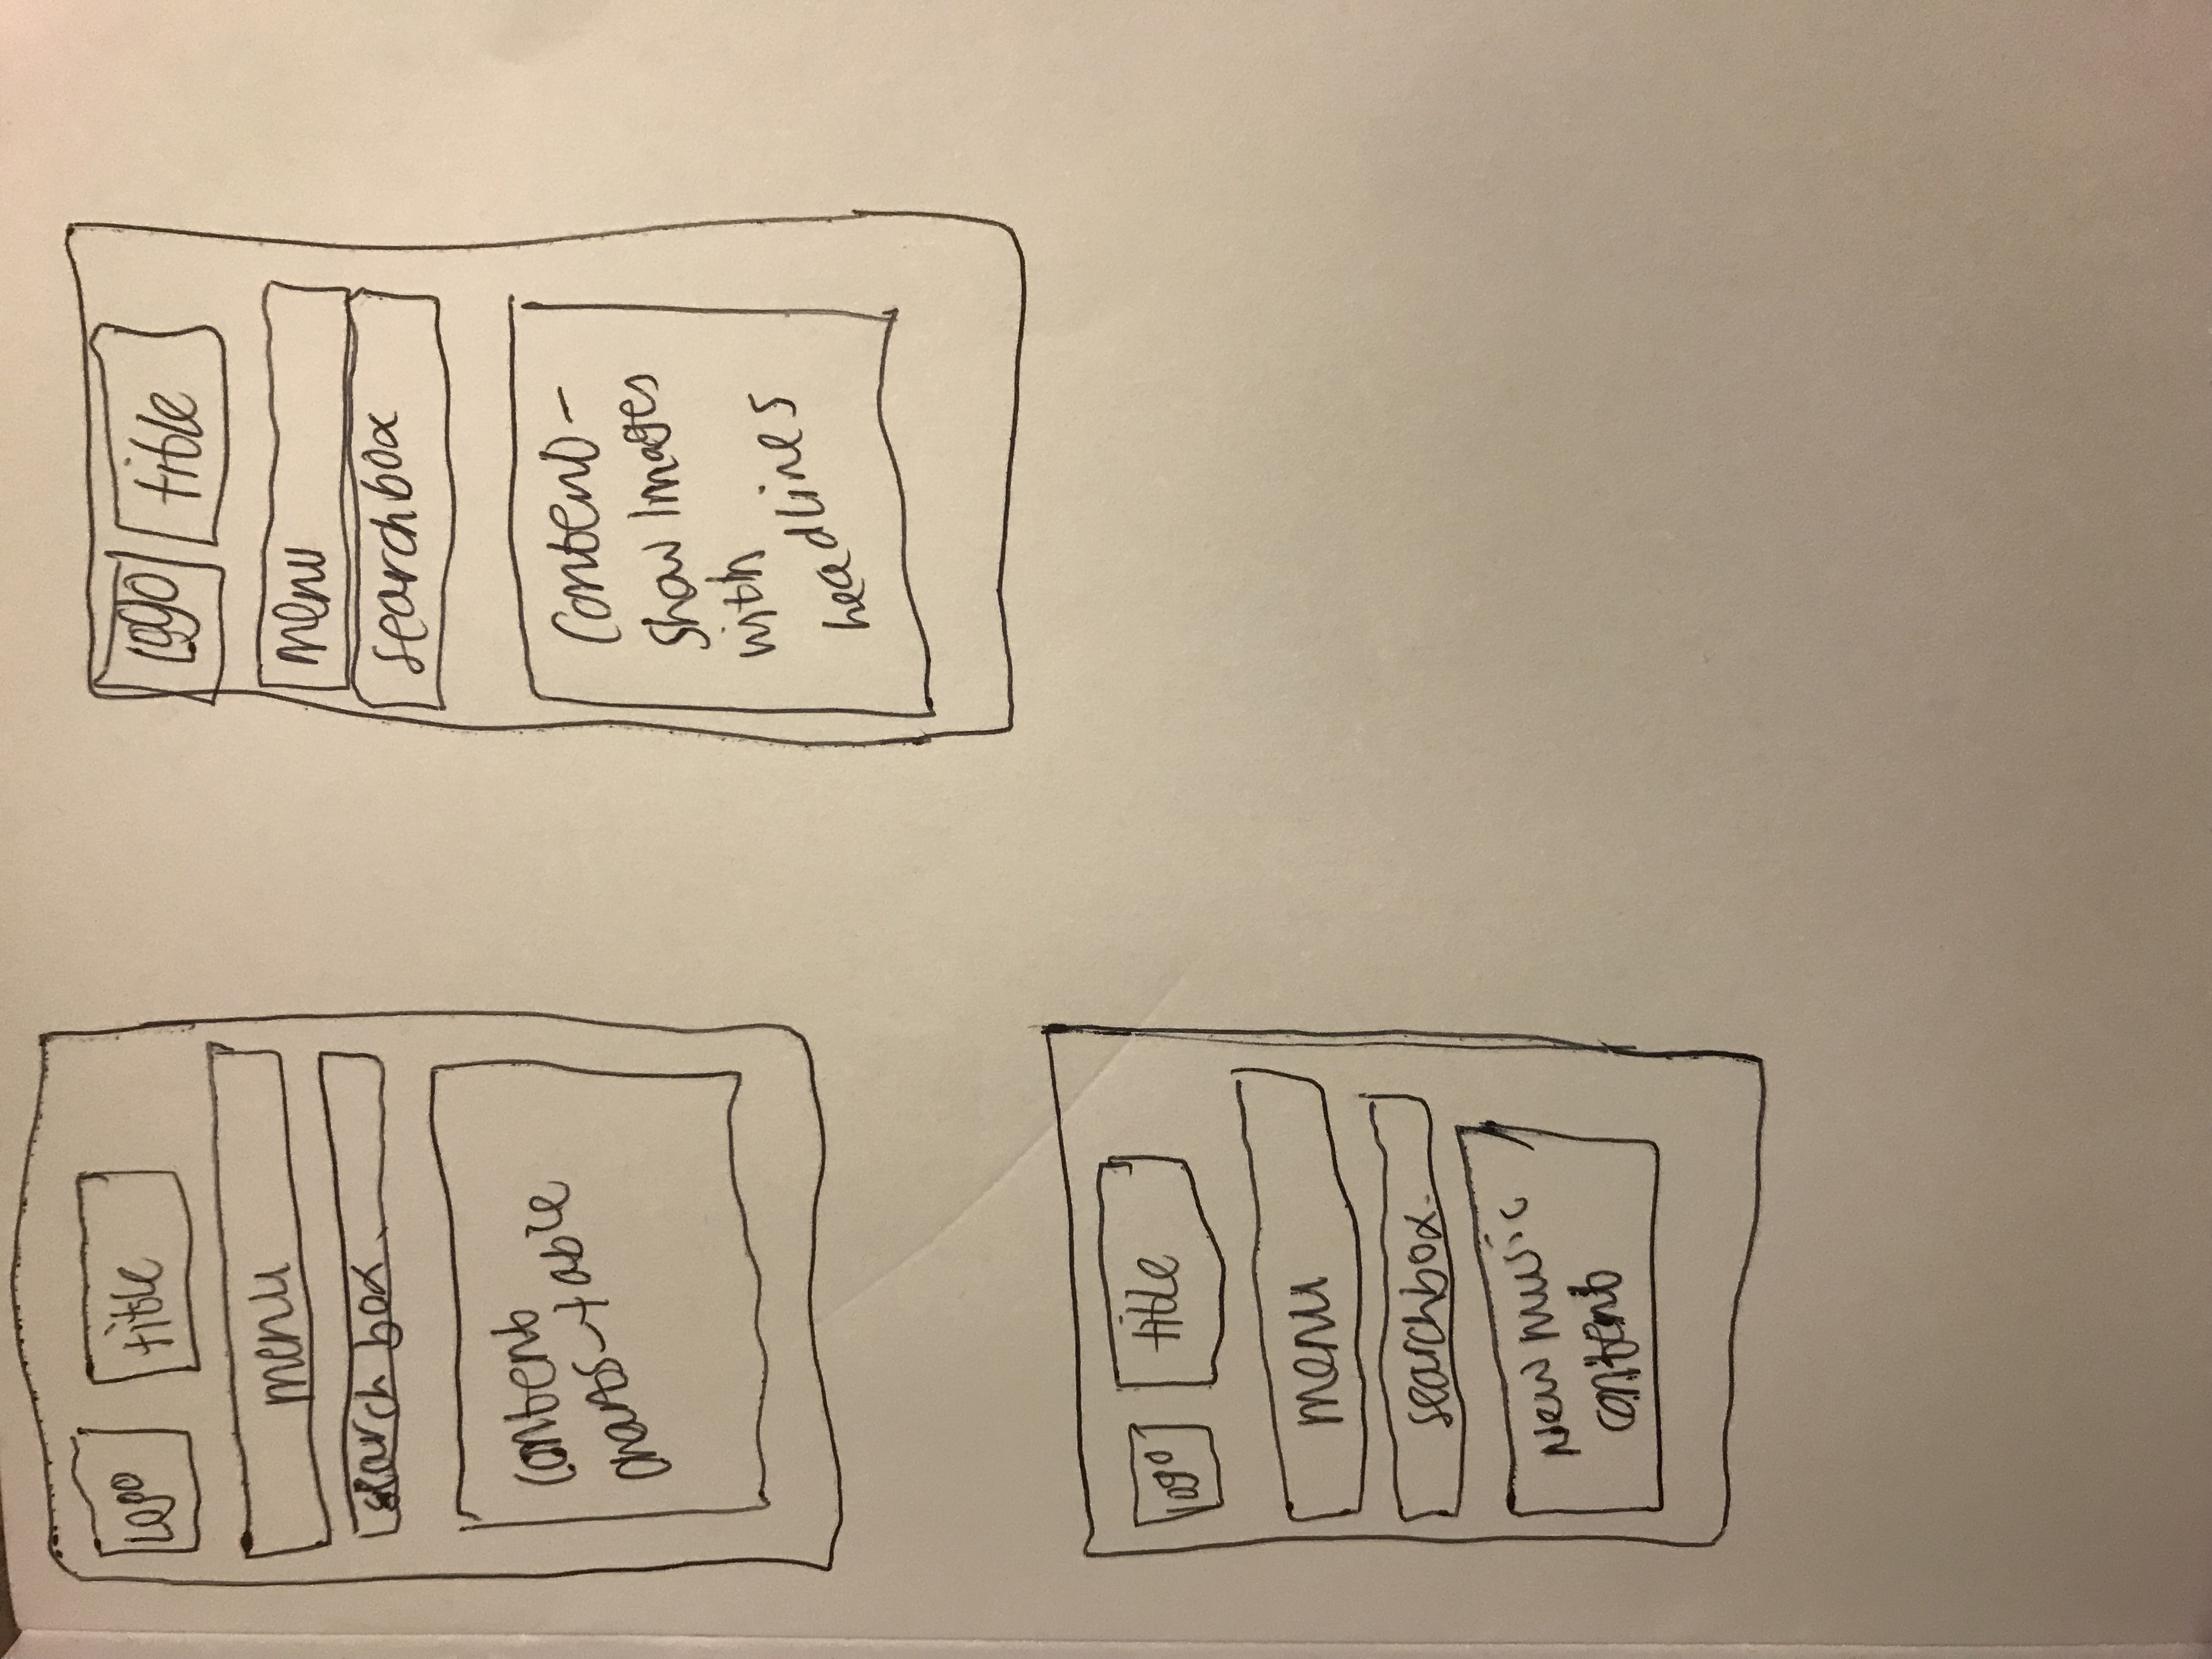 logo
title
menu
search box
content
charts-table
logo
title
menu
searchbox
content-
show images
with
headlines
logo
title
menu
searchbox
New music
content